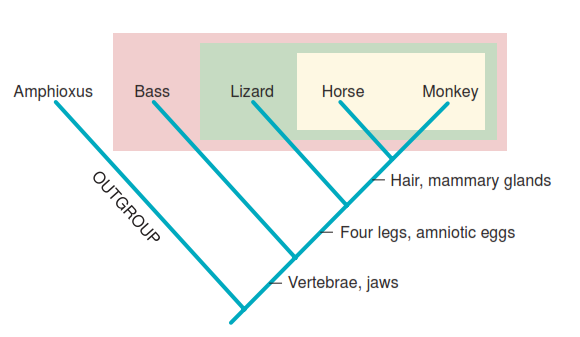 Amphioxus Bass Lizard Horse Monkey
OUTGROUP
Hair, mammary glands
Four legs, amniotic eggs
Vertebrae, jaws